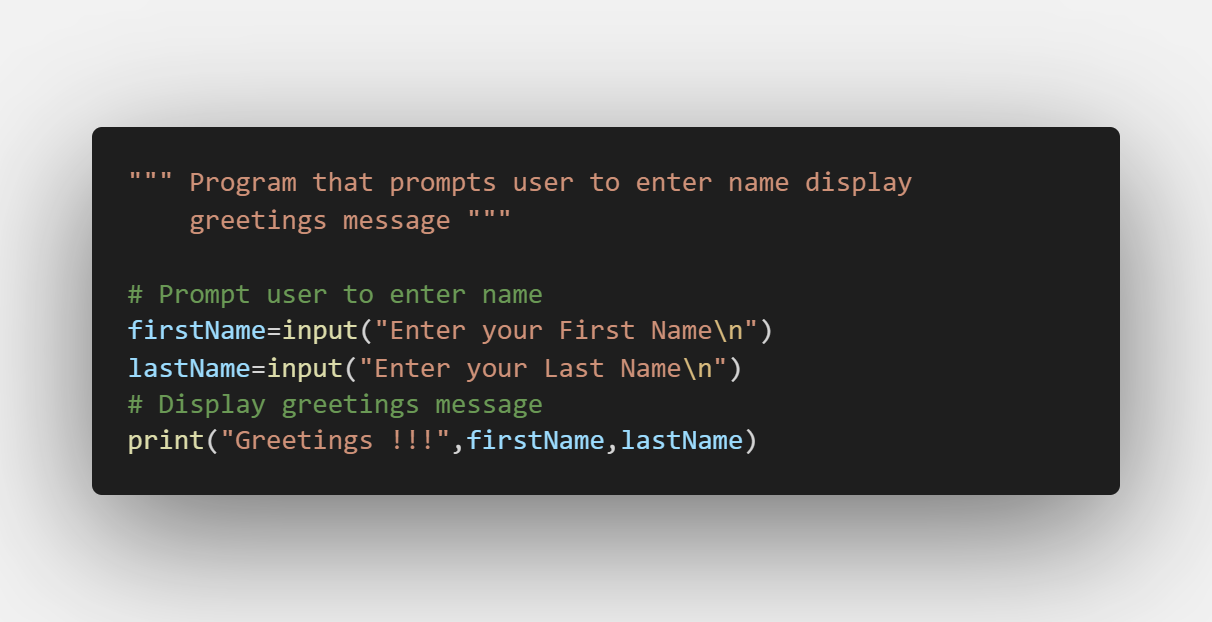 """ Program that prompts user to enter name display
    greetings message """
# Prompt user to enter name
firstName=input("Enter your First Name\n")
lastName=input("Enter your Last Name\n")
# Display greetings message
print("Greetings !!!",firstName,lastName)